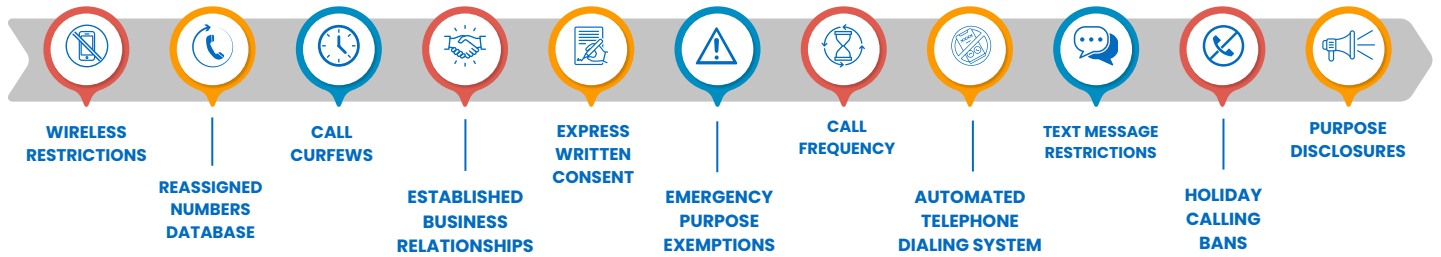 WIRELESS
RESTRICTIONS
REASSIGNED
NUMBERS
DATABASE
CALL
CURFEWS
ESTABLISHED
BUSINESS
RELATIONSHIPS
EXPRESS
WRITTEN
CONSENT
EMERGENCY
PURPOSE
EXEMPTIONS
CALL
FREQUENCY
AUTOMATED
TELEPHONE
DIALING SYSTEM
TEXT MESSAGE
RESTRICTIONS
HOLIDAY
CALLING
BANS
PURPOSE
DISCLOSURES